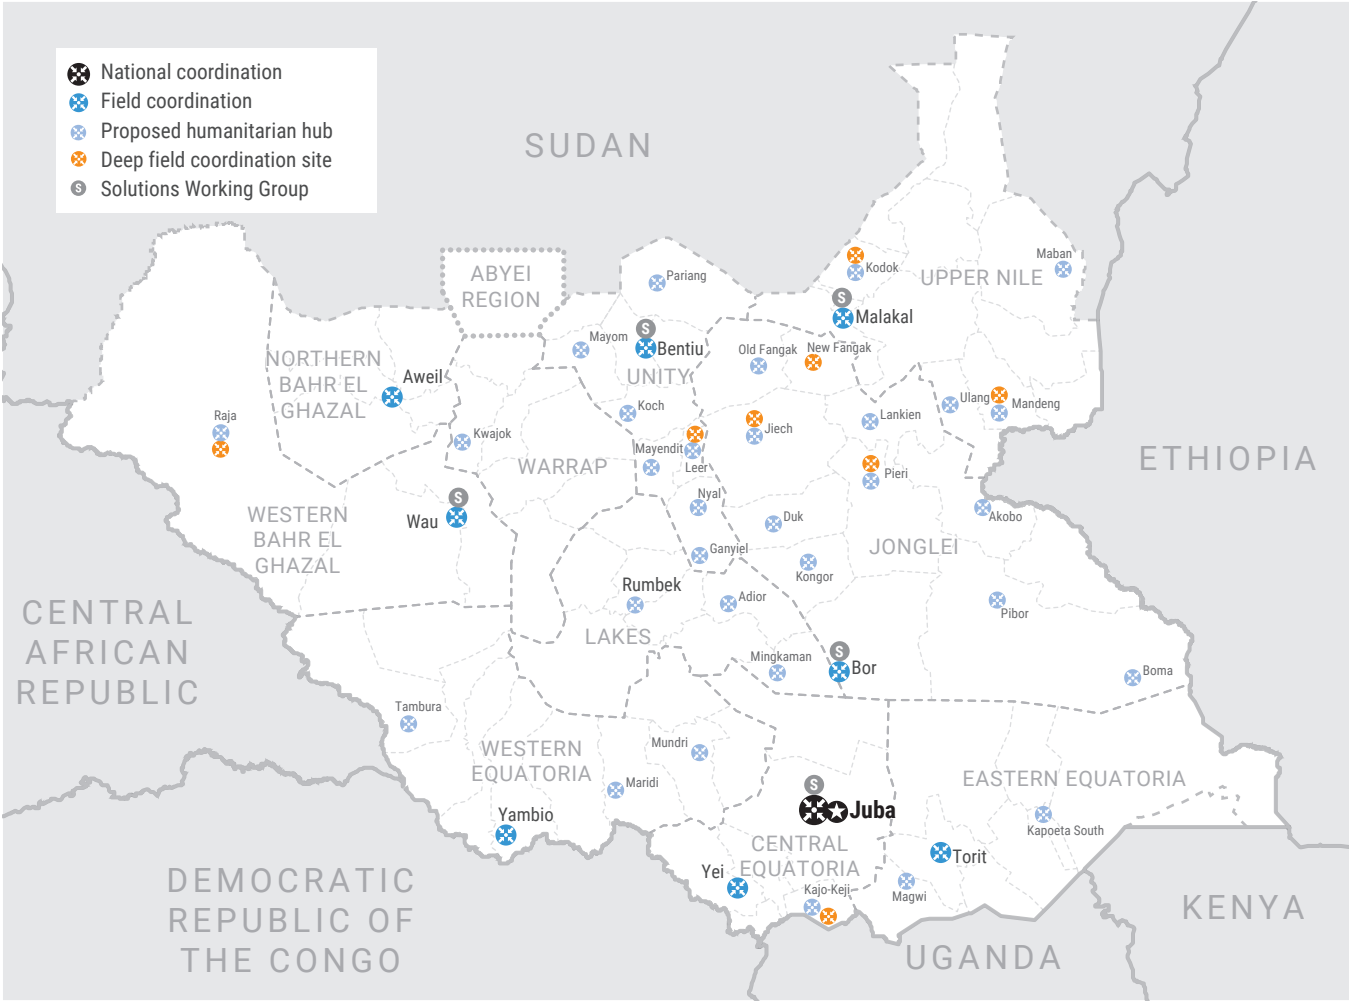 National coordination
Field coordination
Proposed humanitarian hub
Deep field coordination site
S
Solutions Working Group
SUDAN
ABYEI
REGION
Pariang
Kodok
Maban
UPPER NILE
S
Malakal
S
Mayom
Bentiu
UNITY
Old Fangak
New Fangak
NORTHERN
BAHR EL
GHAZAL
Aweil
Raja
Kwajok
Koch
WARRAP
Mayendit
Leer
Jiech
Lankien
Ulang
Mandeng
Pieri
ETHIOPIA
S
Wau
WESTERN
BAHR EL
GHAZAL
Nyal
Duk
Akobo
JONGLEI
Ganyiel
Kongor
Rumbek
Adior
Pibor
LAKES
CENTRAL
AFRICAN
REPUBLIC
Mingkaman
S
Bor
Boma
Tambura
WESTERN
EQUATORIA
Mundri
Maridi
S
Juba
EASTERN EQUATORIA
Kapoeta South
Yambio
CENTRAL
EQUATORIA
Yei
Torit
Kajo-Keji
Magwi
DEMOCRATIC
REPUBLIC OF
THE CONGO
UGANDA
KENYA